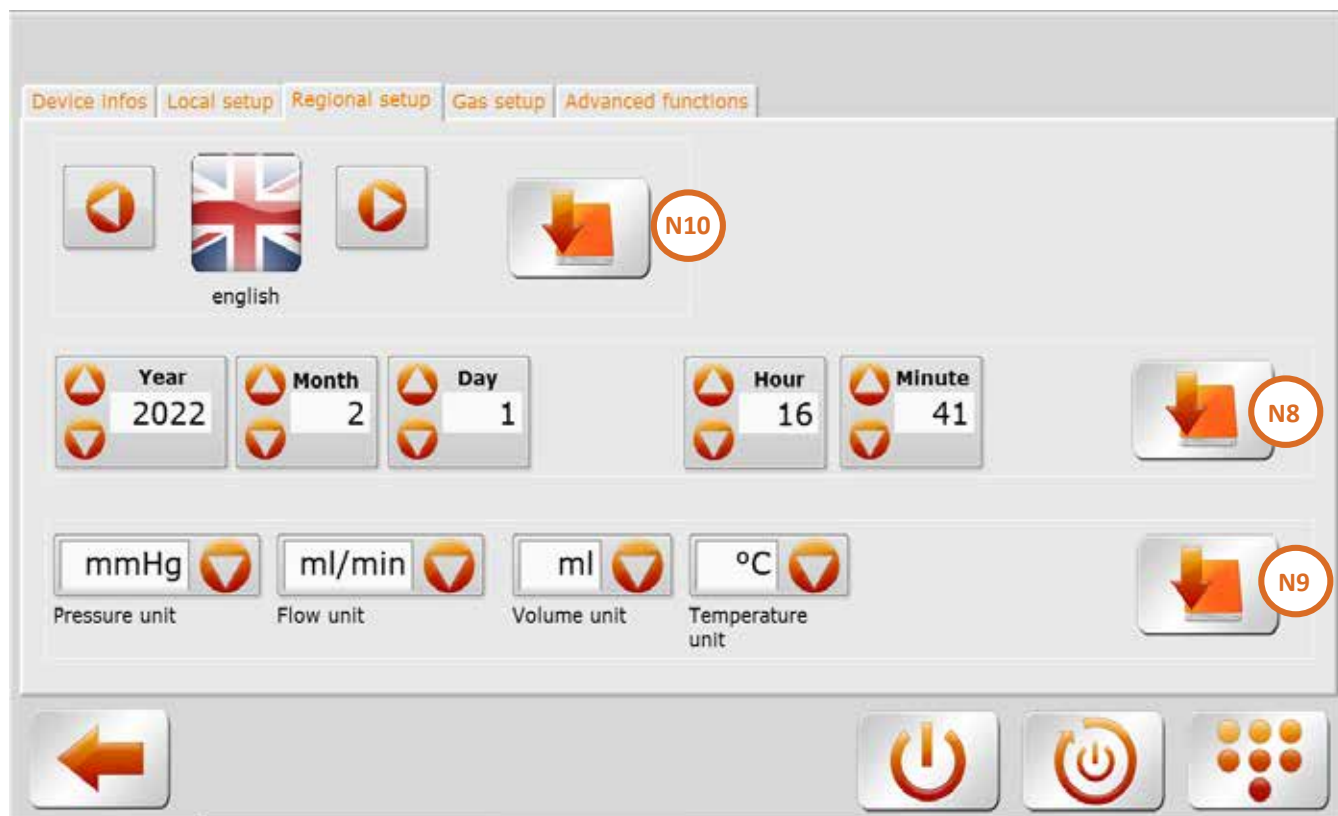 Device infos Local setup Regional setup Gas setup Advanced functions
N10
english
Year Month Day Hour Minute
2022 2 1 16 41
N8
mmHg ml/min ml °C
N9
Pressure unit Flow unit Volume unit Temperature
unit